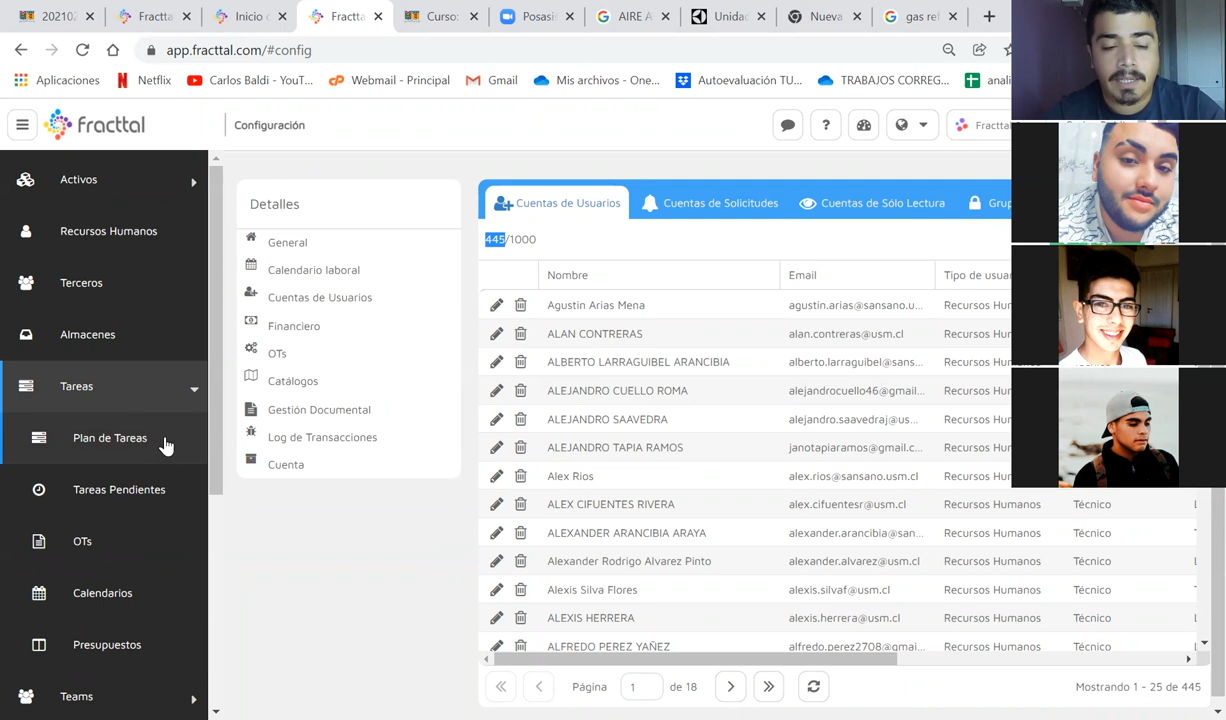 202102
Fractta
Inicio d
Fractta
Curso:
Posasis
AIRE A
Unidad
Nueva
gas ref
app.fracttal.com/#config
Aplicaciones
Netflix
Carlos Baldi - YouT...
Webmail - Principal
Gmail
Mis archivos - One...
Autoevaluación TU...
TRABAJOS CORREG...
anali
fracttal
Configuración
?
Fracttal
Activos
Recursos Humanos
Terceros
Almacenes
Tareas
Plan de Tareas
Tareas Pendientes
OTs
Calendarios
Presupuestos
Teams
Detalles
General
Calendario laboral
Cuentas de Usuarios
Financiero
OTs
Catálogos
Gestión Documental
Log de Transacciones
Cuenta
Cuentas de Usuarios
Cuentas de Solicitudes
Cuentas de Sólo Lectura
Grup
445/1000
Nombre Email Tipo de usua
Agustin Arias Mena agustin.arias@sansano.u... Recursos Hum
ALAN CONTRERAS alan.contreras@usm.cl Recursos Hum
ALBERTO LARRAGUIBEL ARANCIBIA alberto.larraguibel@sans... Recursos Hum
ALEJANDRO CUELLO ROMA alejandrocuello46@gmail... Recursos Hum
ALEJANDRO SAAVEDRA alejandro.saavedraj@us... Recursos Hum
ALEJANDRO TAPIA RAMOS janotapiaramos@gmail.c... Recursos Hum
Alex Rios alex.rios@sansano.usm.cl Recursos Hum
ALEX CIFUENTES RIVERA alex.cifuentesr@usm.cl Recursos Humanos Técnico L
ALEXANDER ARANCIBIA ARAYA alexander.arancibia@san... Recursos Humanos Técnico
Alexander Rodrigo Alvarez Pinto alexander.alvarez@usm.cl Recursos Humanos Técnico L
Alexis Silva Flores alexis.silvaf@usm.cl Recursos Humanos Técnico
ALEXIS HERRERA alexis.herrera@usm.cl Recursos Humanos Técnico L
ALFREDO PEREZ YAÑEZ alfredo.perez2708@gmai... Recursos Humanos Técnico
Página 1 de 18
Mostrando 1 - 25 de 445